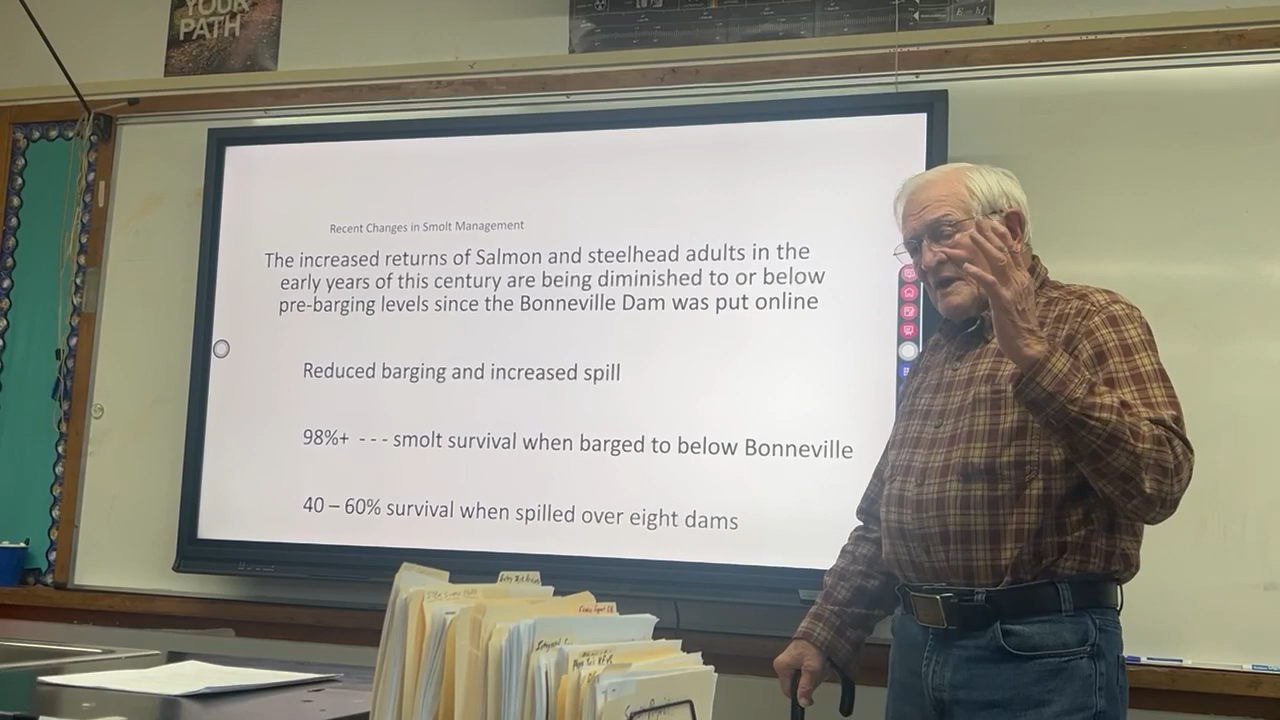 YOUR
PATH
E=hf
Recent Changes in Smolt Management
The increased returns of Salmon and steelhead adults in the
early years of this century are being diminished to or below
pre-barging levels since the Bonneville Dam was put online
Reduced barging and increased spill
98%+ - - - smolt survival when barged to below Bonneville
40 – 60% survival when spilled over eight dams